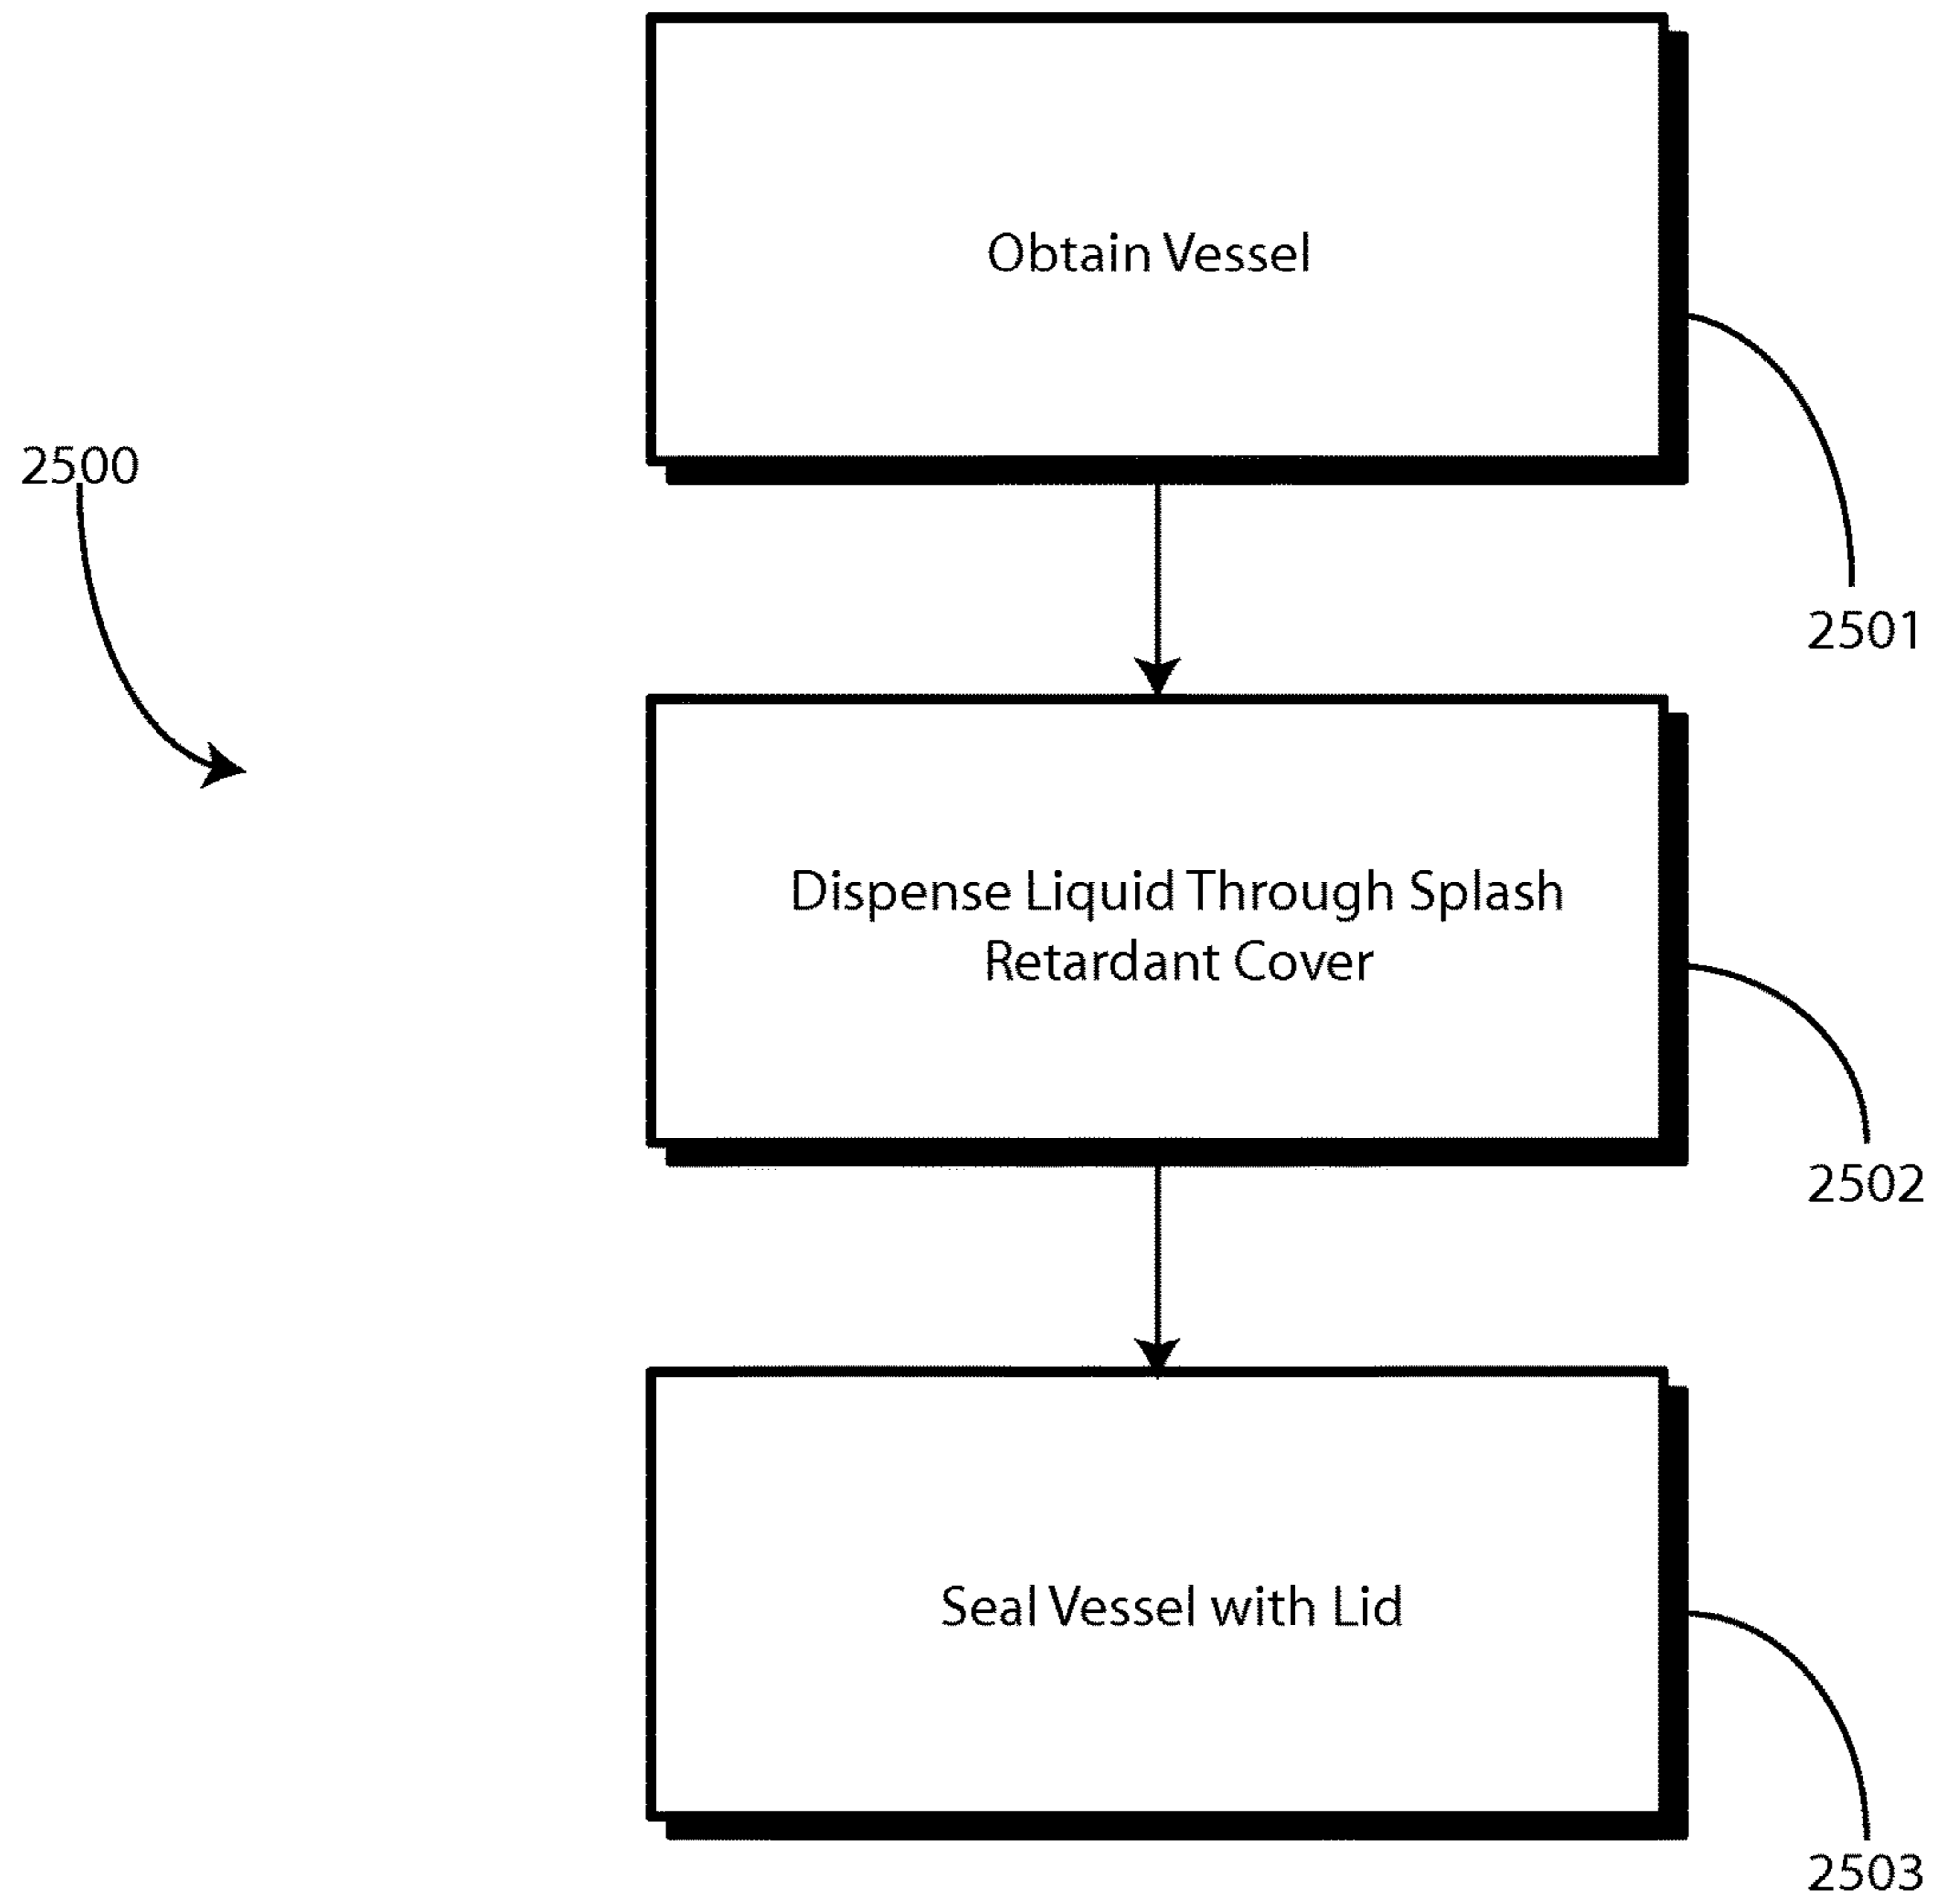 Obtain Vessel
2500
2501
Dispense Liquid Through Splash
Retardant Cover
2502
Seal Vessel with Lid
2503